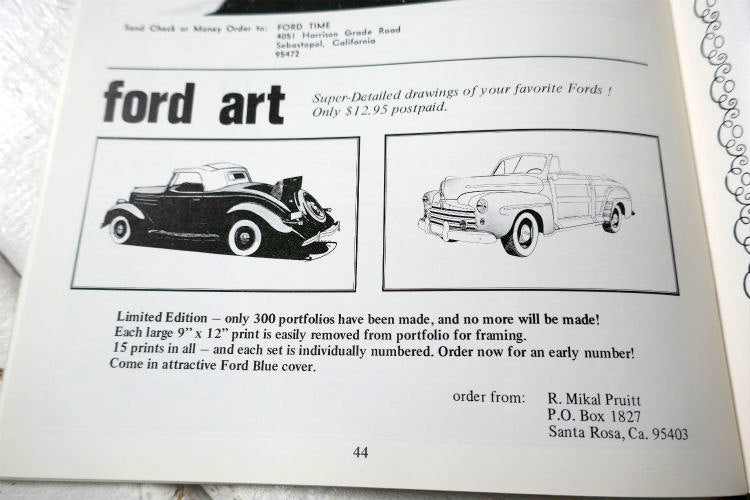 Send Check or Money Order to: FORD TIME
4051 Harrison Grade Road
Sebastopol, California
95472
ford art
Super-Detailed drawings of your favorite Fords !
Only $12.95 postpaid.
Limited Edition — only 300 portfolios have been made, and no more will be made!
Each large 9" x 12" print is easily removed from portfolio for framing.
15 prints in all — and each set is individually numbered. Order now for an early number!
Come in attractive Ford Blue cover.
order from: R. Mikal Pruitt
P.O. Box 1827
Santa Rosa, Ca. 95403
44